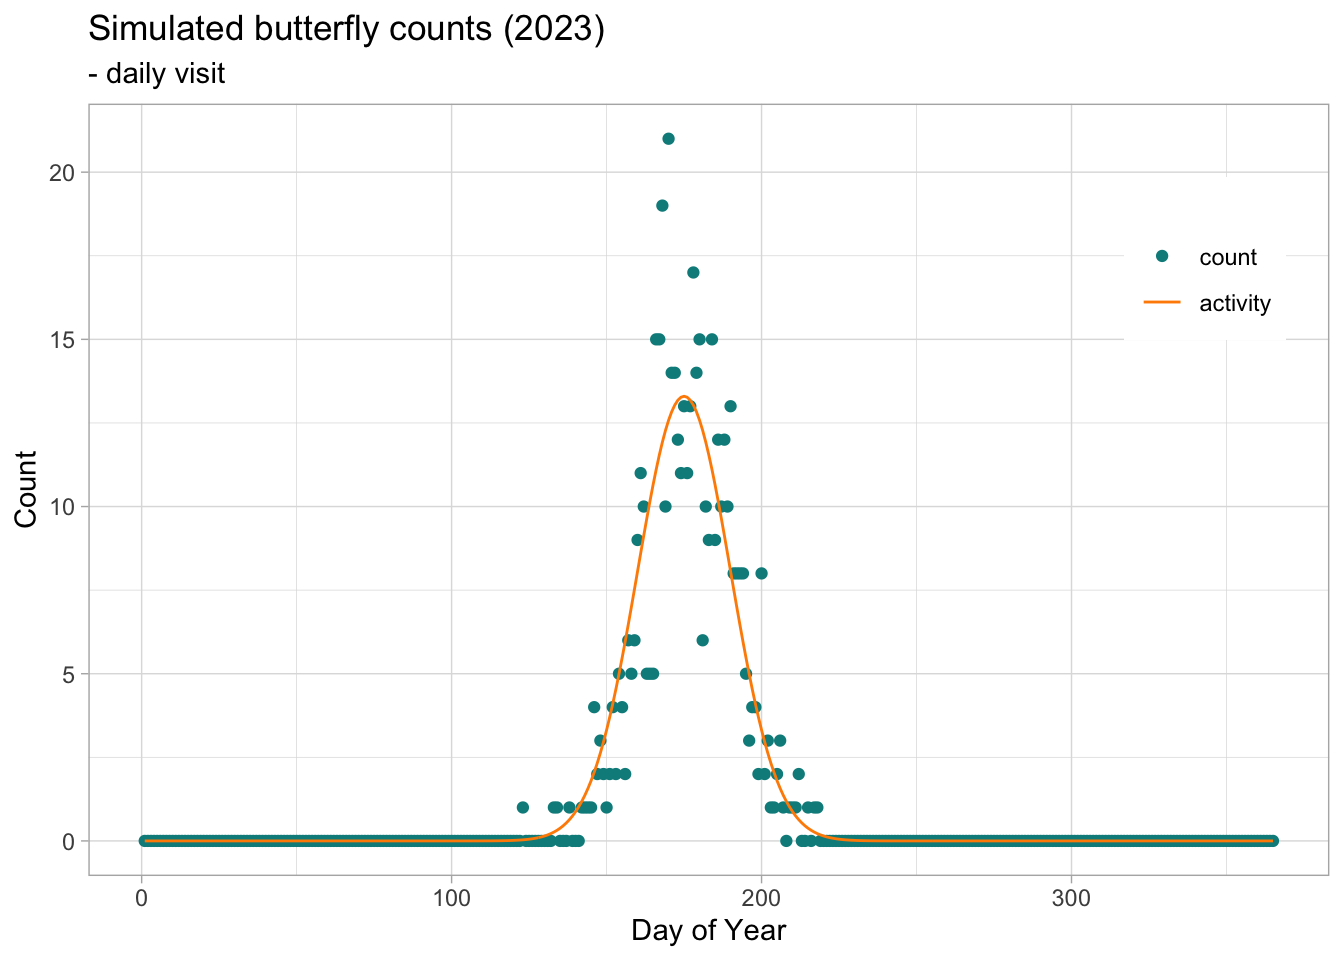 Simulated butterfly counts (2023)
- daily visit
20
15
10
5
0
Count
count
activity
0 100 200 300
Day of Year